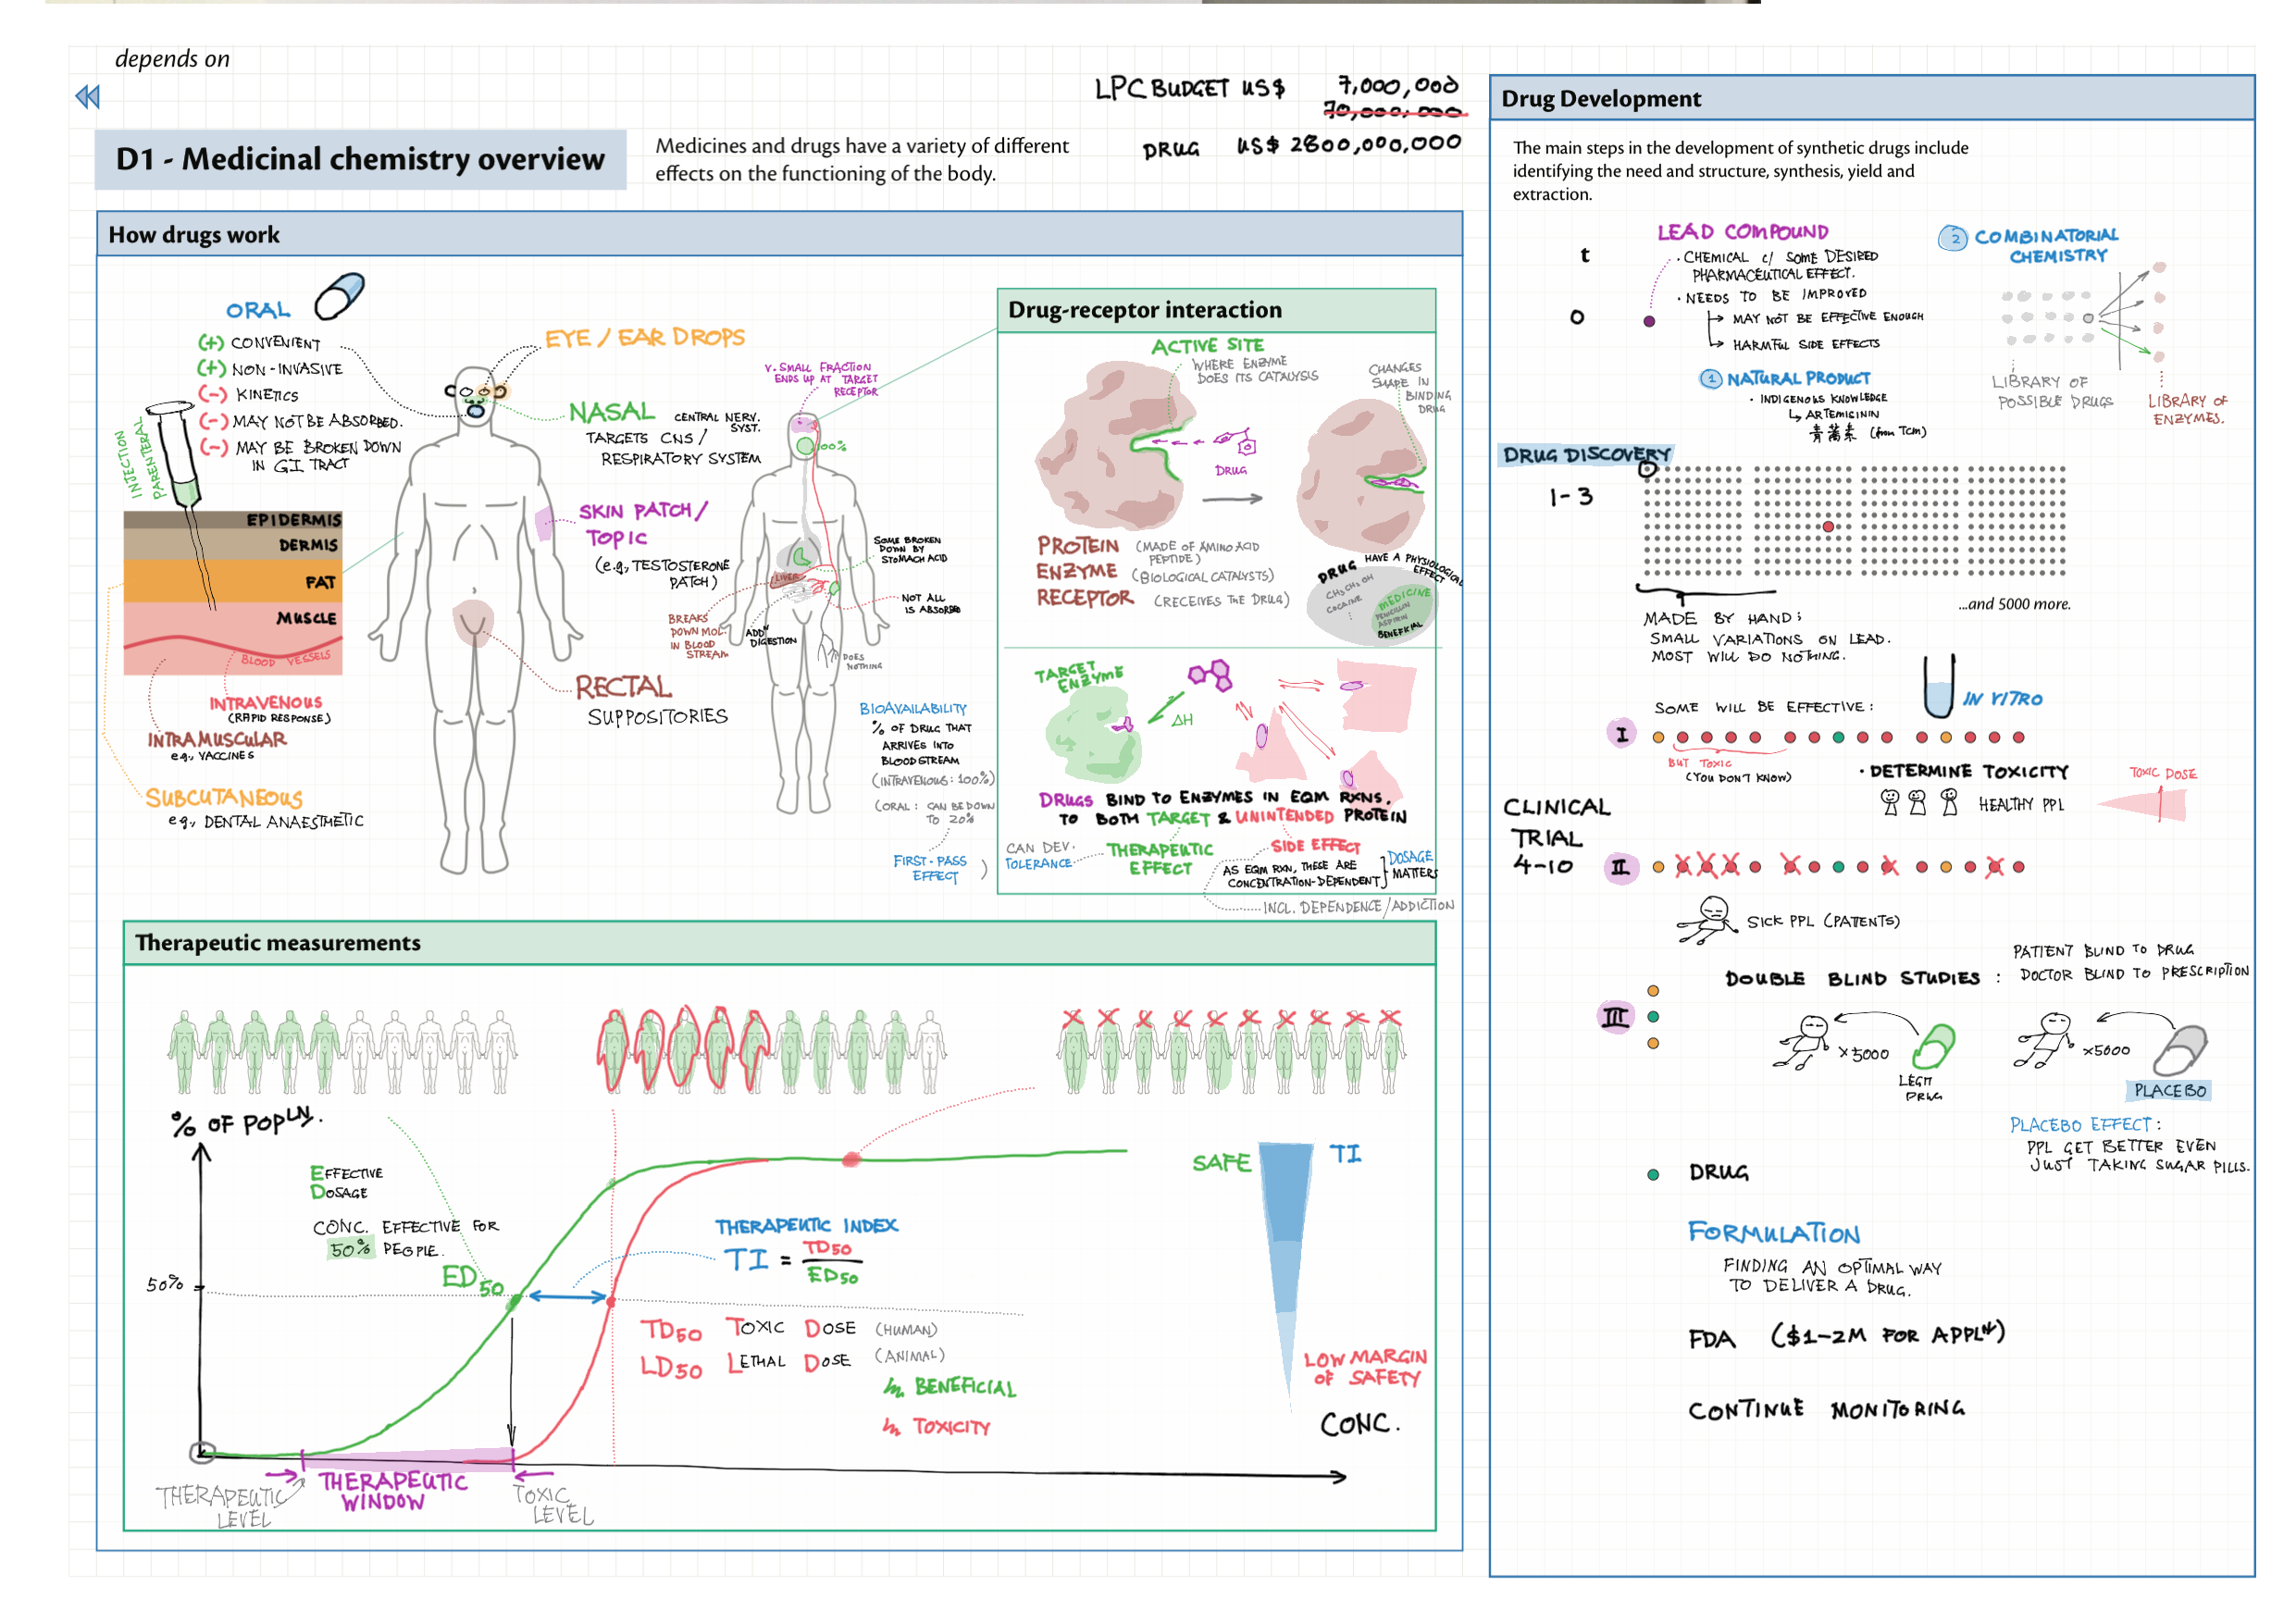 depends on
LPC BUDGET US$ 7,000,000
70,000,000
DRUG US$ 2800,000,000
D1 - Medicinal chemistry overview
Medicines and drugs have a variety of different
effects on the functioning of the body.
How drugs work
ORAL
(+) CONVENIENT
(+) NON-INVASIVE
(-) KINETICS
(-) MAY NOT BE ABSORBED.
(-) MAY BE BROKEN DOWN
IN GI TRACT
INJECTION
PARENTERAL
EPIDERMIS
DERMIS
FAT
MUSCLE
BLOOD VESSELS
INTRAVENOUS
(RAPID RESPONSE)
INTRAMUSCULAR
e.g., VACCINES
SUBCUTANEOUS
e.g., DENTAL ANAESTHETIC
EYE / EAR DROPS
NASAL
CENTRAL NERV.
SYST.
TARGETS CNS /
RESPIRATORY SYSTEM
SKIN PATCH /
TOPIC
(e.g., TESTOSTERONE
PATCH)
RECTAL
SUPPOSITORIES
V. SMALL FRACTION
ENDS UP AT TARGET
RECEPTOR
100%
SOME BROKEN
DOWN BY
STOMACH ACID
LIVER
NOT ALL
IS ABSORBED
BREAKS
DOWN MOL.
IN BLOOD
STREAM
ADDN
DIGESTION
DOES
NOTHING
BIOAVAILABILITY
% OF DRUG THAT
ARRIVES INTO
BLOODSTREAM
(INTRAVENOUS: 100%)
(ORAL: CAN BE DOWN
TO 20%
FIRST-PASS
EFFECT )
Drug-receptor interaction
ACTIVE SITE
WHERE ENZYME
DOES ITS CATALYSIS
CHANGES
SHAPE IN
BINDING
DRUG
DRUG
PROTEIN (MADE OF AMINO ACID
PEPTIDE)
ENZYME (BIOLOGICAL CATALYSTS)
RECEPTOR (RECEIVES THE DRUG)
DRUG HAVE A PHYSIOLOGICAL
EFFECT
CH3CH2OH
COCAINE
MEDICINE
PENICILLIN
ASPIRIN
BENEFICIAL
TARGET
ENZYME
ΔH
DRUGS BIND TO ENZYMES IN EQM RXNS.
TO BOTH TARGET & UNINTENDED PROTEIN
CAN DEV.
TOLERANCE
THERAPEUTIC
EFFECT
SIDE EFFECT
AS EQM RXN, THESE ARE
CONCENTRATION-DEPENDENT
DOSAGE
MATTERS
INCL. DEPENDENCE/ADDICTION
Therapeutic measurements
% OF POPLN.
EFFECTIVE
DOSAGE
CONC. EFFECTIVE FOR
50% PEOPLE.
50%
ED50
THERAPEUTIC INDEX
TI = TD50
ED50
TD50 TOXIC DOSE (HUMAN)
LD50 LETHAL DOSE (ANIMAL)
BENEFICIAL
TOXICITY
SAFE
TI
LOW MARGIN
OF SAFETY
CONC.
THERAPEUTIC
LEVEL
THERAPEUTIC
WINDOW
TOXIC
LEVEL
Drug Development
The main steps in the development of synthetic drugs include
identifying the need and structure, synthesis, yield and
extraction.
t
0
LEAD COMPOUND
· CHEMICAL c/ SOME DESIRED
PHARMACEUTICAL EFFECT.
· NEEDS TO BE IMPROVED
MAY NOT BE EFFECTIVE ENOUGH
HARMFUL SIDE EFFECTS
1 NATURAL PRODUCT
· INDIGENOUS KNOWLEDGE
ARTEMISININ
青蒿素 (from TCM)
2 COMBINATORIAL
CHEMISTRY
LIBRARY OF
POSSIBLE DRUGS
LIBRARY OF
ENZYMES.
DRUG DISCOVERY
1-3
...and 5000 more.
MADE BY HAND;
SMALL VARIATIONS ON LEAD.
MOST WILL DO NOTHING.
SOME WILL BE EFFECTIVE:
IN VITRO
I
BUT TOXIC
(YOU DON'T KNOW)
· DETERMINE TOXICITY
HEALTHY PPL
TOXIC DOSE
CLINICAL
TRIAL
4-10
II
SICK PPL (PATENTS)
DOUBLE BLIND STUDIES :
PATIENT BLIND TO DRUG
DOCTOR BLIND TO PRESCRIPTION
III
×5000
LEGIT
DRUG
×5000
PLACEBO
PLACEBO EFFECT:
PPL GET BETTER EVEN
JUST TAKING SUGAR PILLS.
DRUG
FORMULATION
FINDING AN OPTIMAL WAY
TO DELIVER A DRUG.
FDA ($1-2M FOR APPLN)
CONTINUE MONITORING